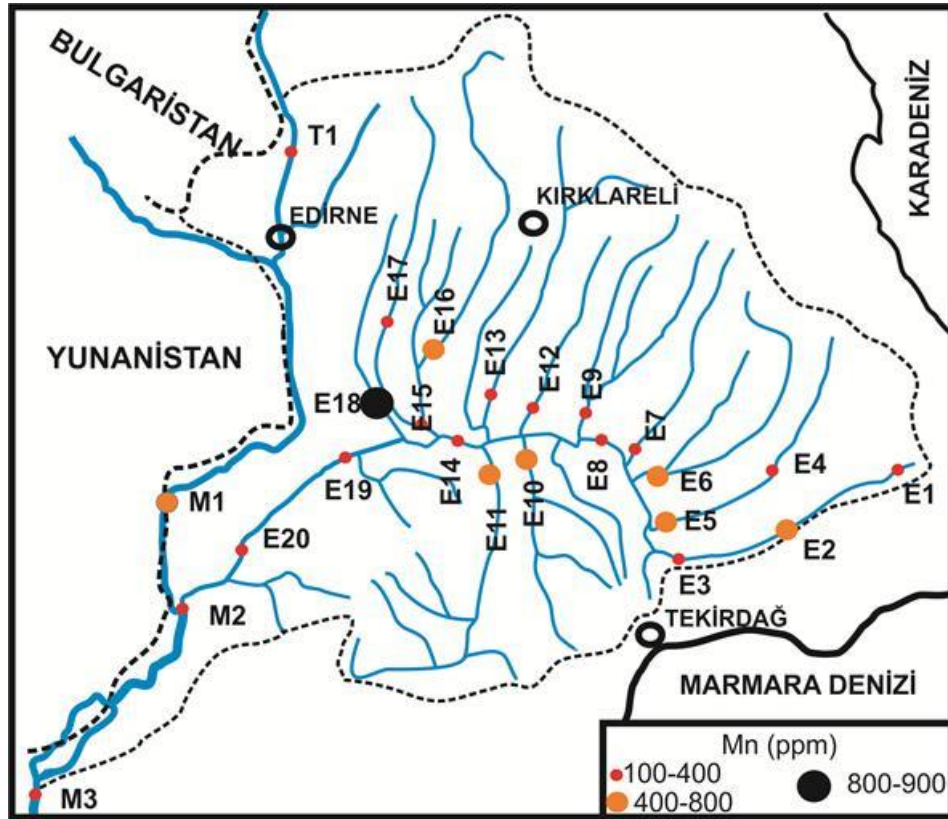 BULGARİSTAN
KARADENİZ
T1
KIRKLARELİ
EDİRNE
E17
E16
YUNANİSTAN
E13
E12
E9
E18
E15
E7
E14
E8
E4
E19
E6
E1
M1
E11
E10
E5
E2
E20
E3
M2
TEKİRDAĞ
MARMARA DENİZİ
M3
Mn (ppm)
100-400
800-900
400-800